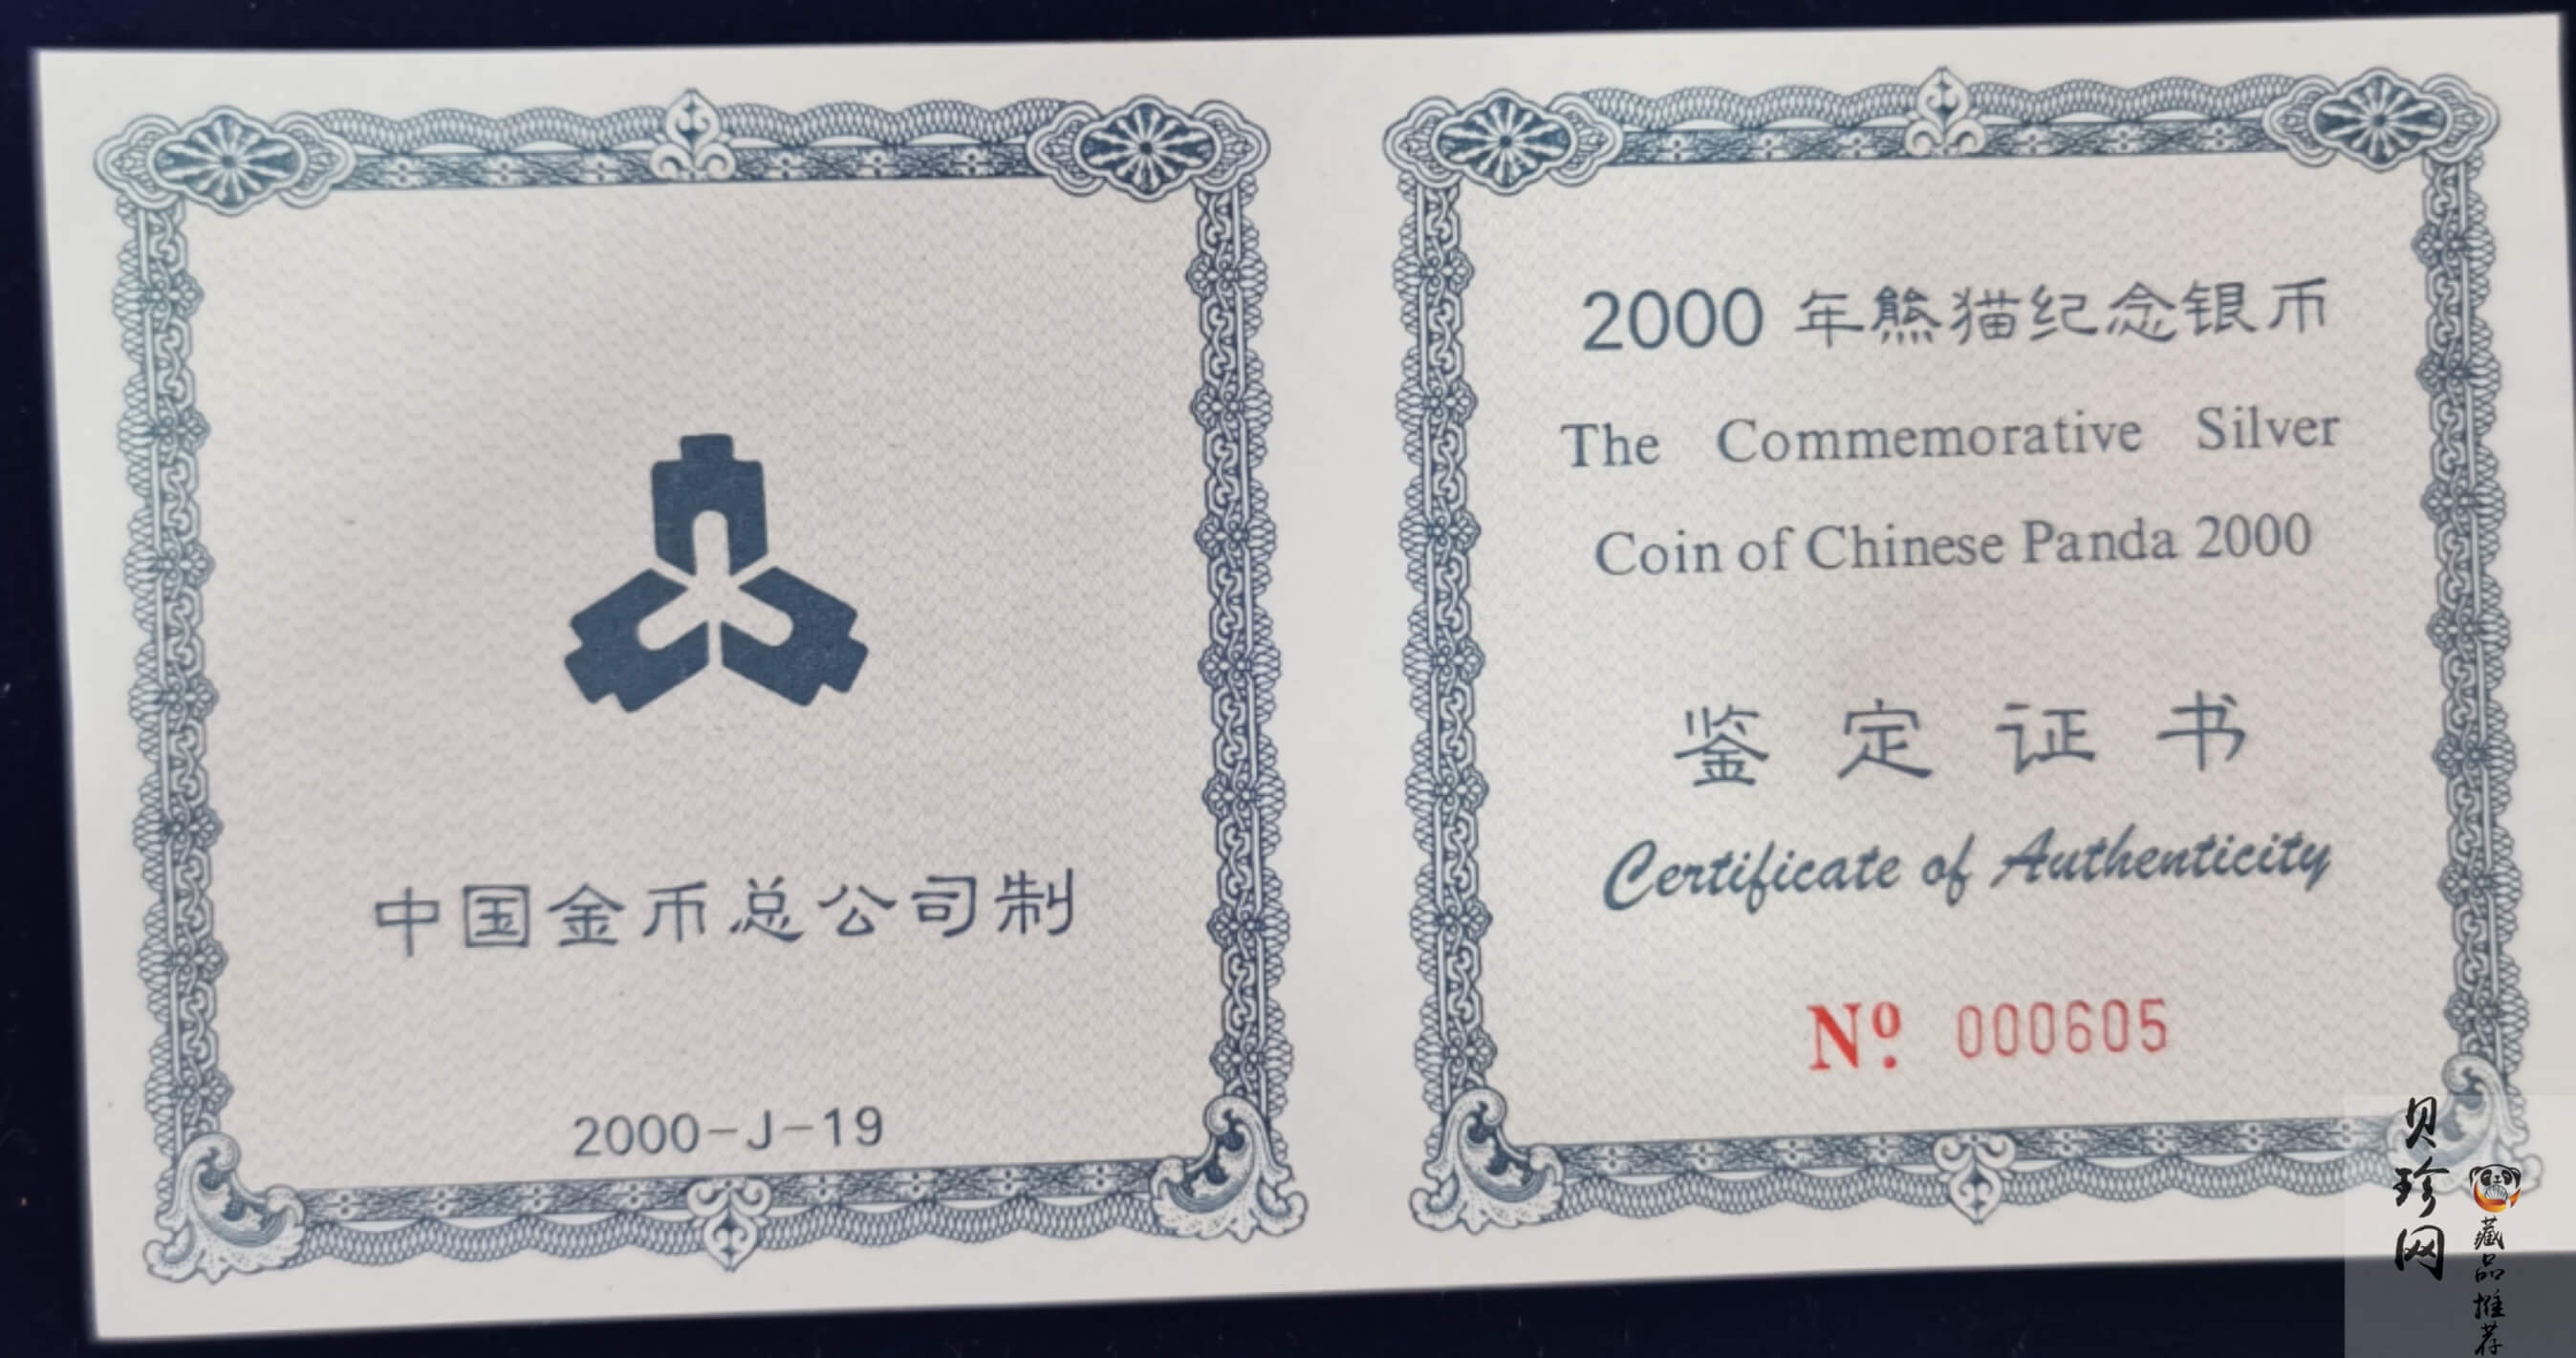 中国金币总公司制
2000-J-19
2000 年熊猫纪念银币
The Commemorative Silver
Coin of Chinese Panda 2000
鉴定证书
Certificate of Authenticity
Nº 000605
贝珍网
藏品推荐